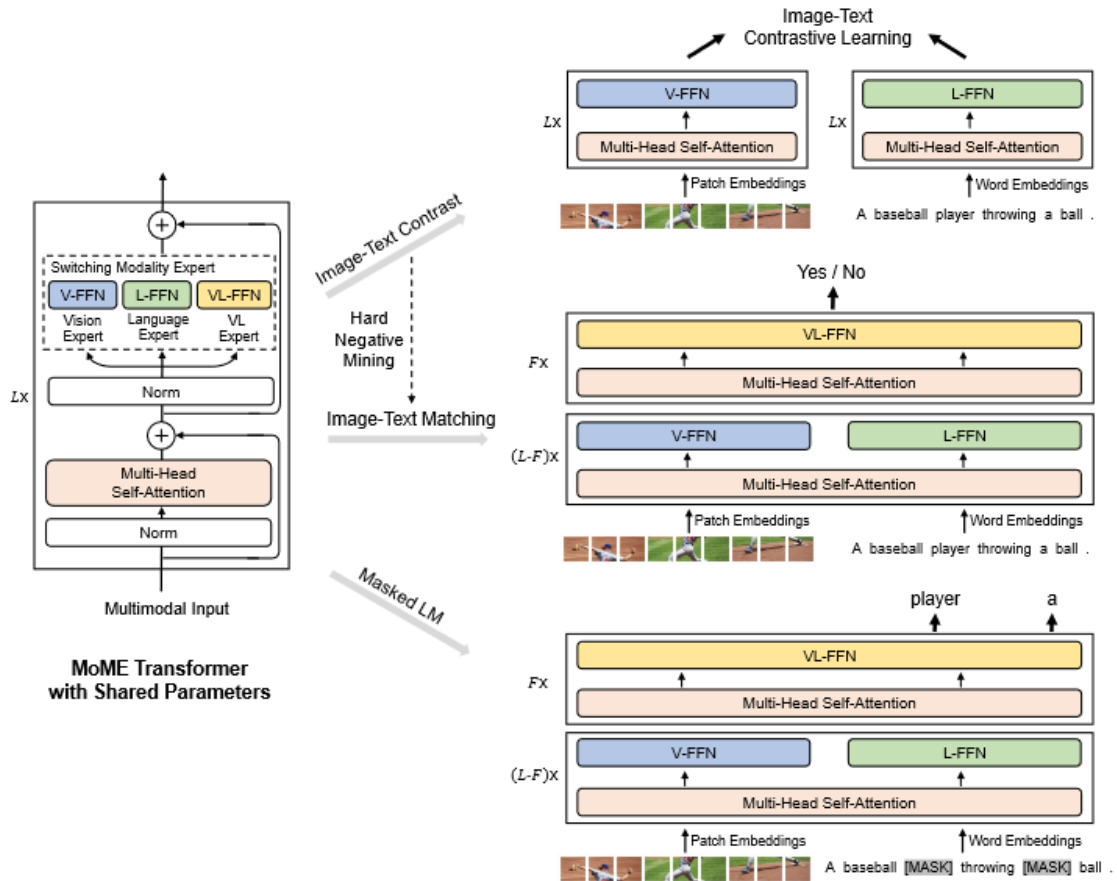 Switching Modality Expert
V-FFN
L-FFN
VL-FFN
Vision
Expert
Language
Expert
VL
Expert
Norm
Lx
Multi-Head
Self-Attention
Norm
Multimodal Input
MoME Transformer
with Shared Parameters
Image-Text Contrast
Hard
Negative
Mining
Image-Text Matching
Masked LM
Image-Text
Contrastive Learning
V-FFN
Lx
Multi-Head Self-Attention
Patch Embeddings
L-FFN
Lx
Multi-Head Self-Attention
Word Embeddings
A baseball player throwing a ball .
Yes / No
VL-FFN
Fx
Multi-Head Self-Attention
V-FFN
L-FFN
(L-F)x
Multi-Head Self-Attention
Patch Embeddings
Word Embeddings
A baseball player throwing a ball .
player
a
VL-FFN
Fx
Multi-Head Self-Attention
V-FFN
L-FFN
(L-F)x
Multi-Head Self-Attention
Patch Embeddings
Word Embeddings
A baseball [MASK] throwing [MASK] ball .